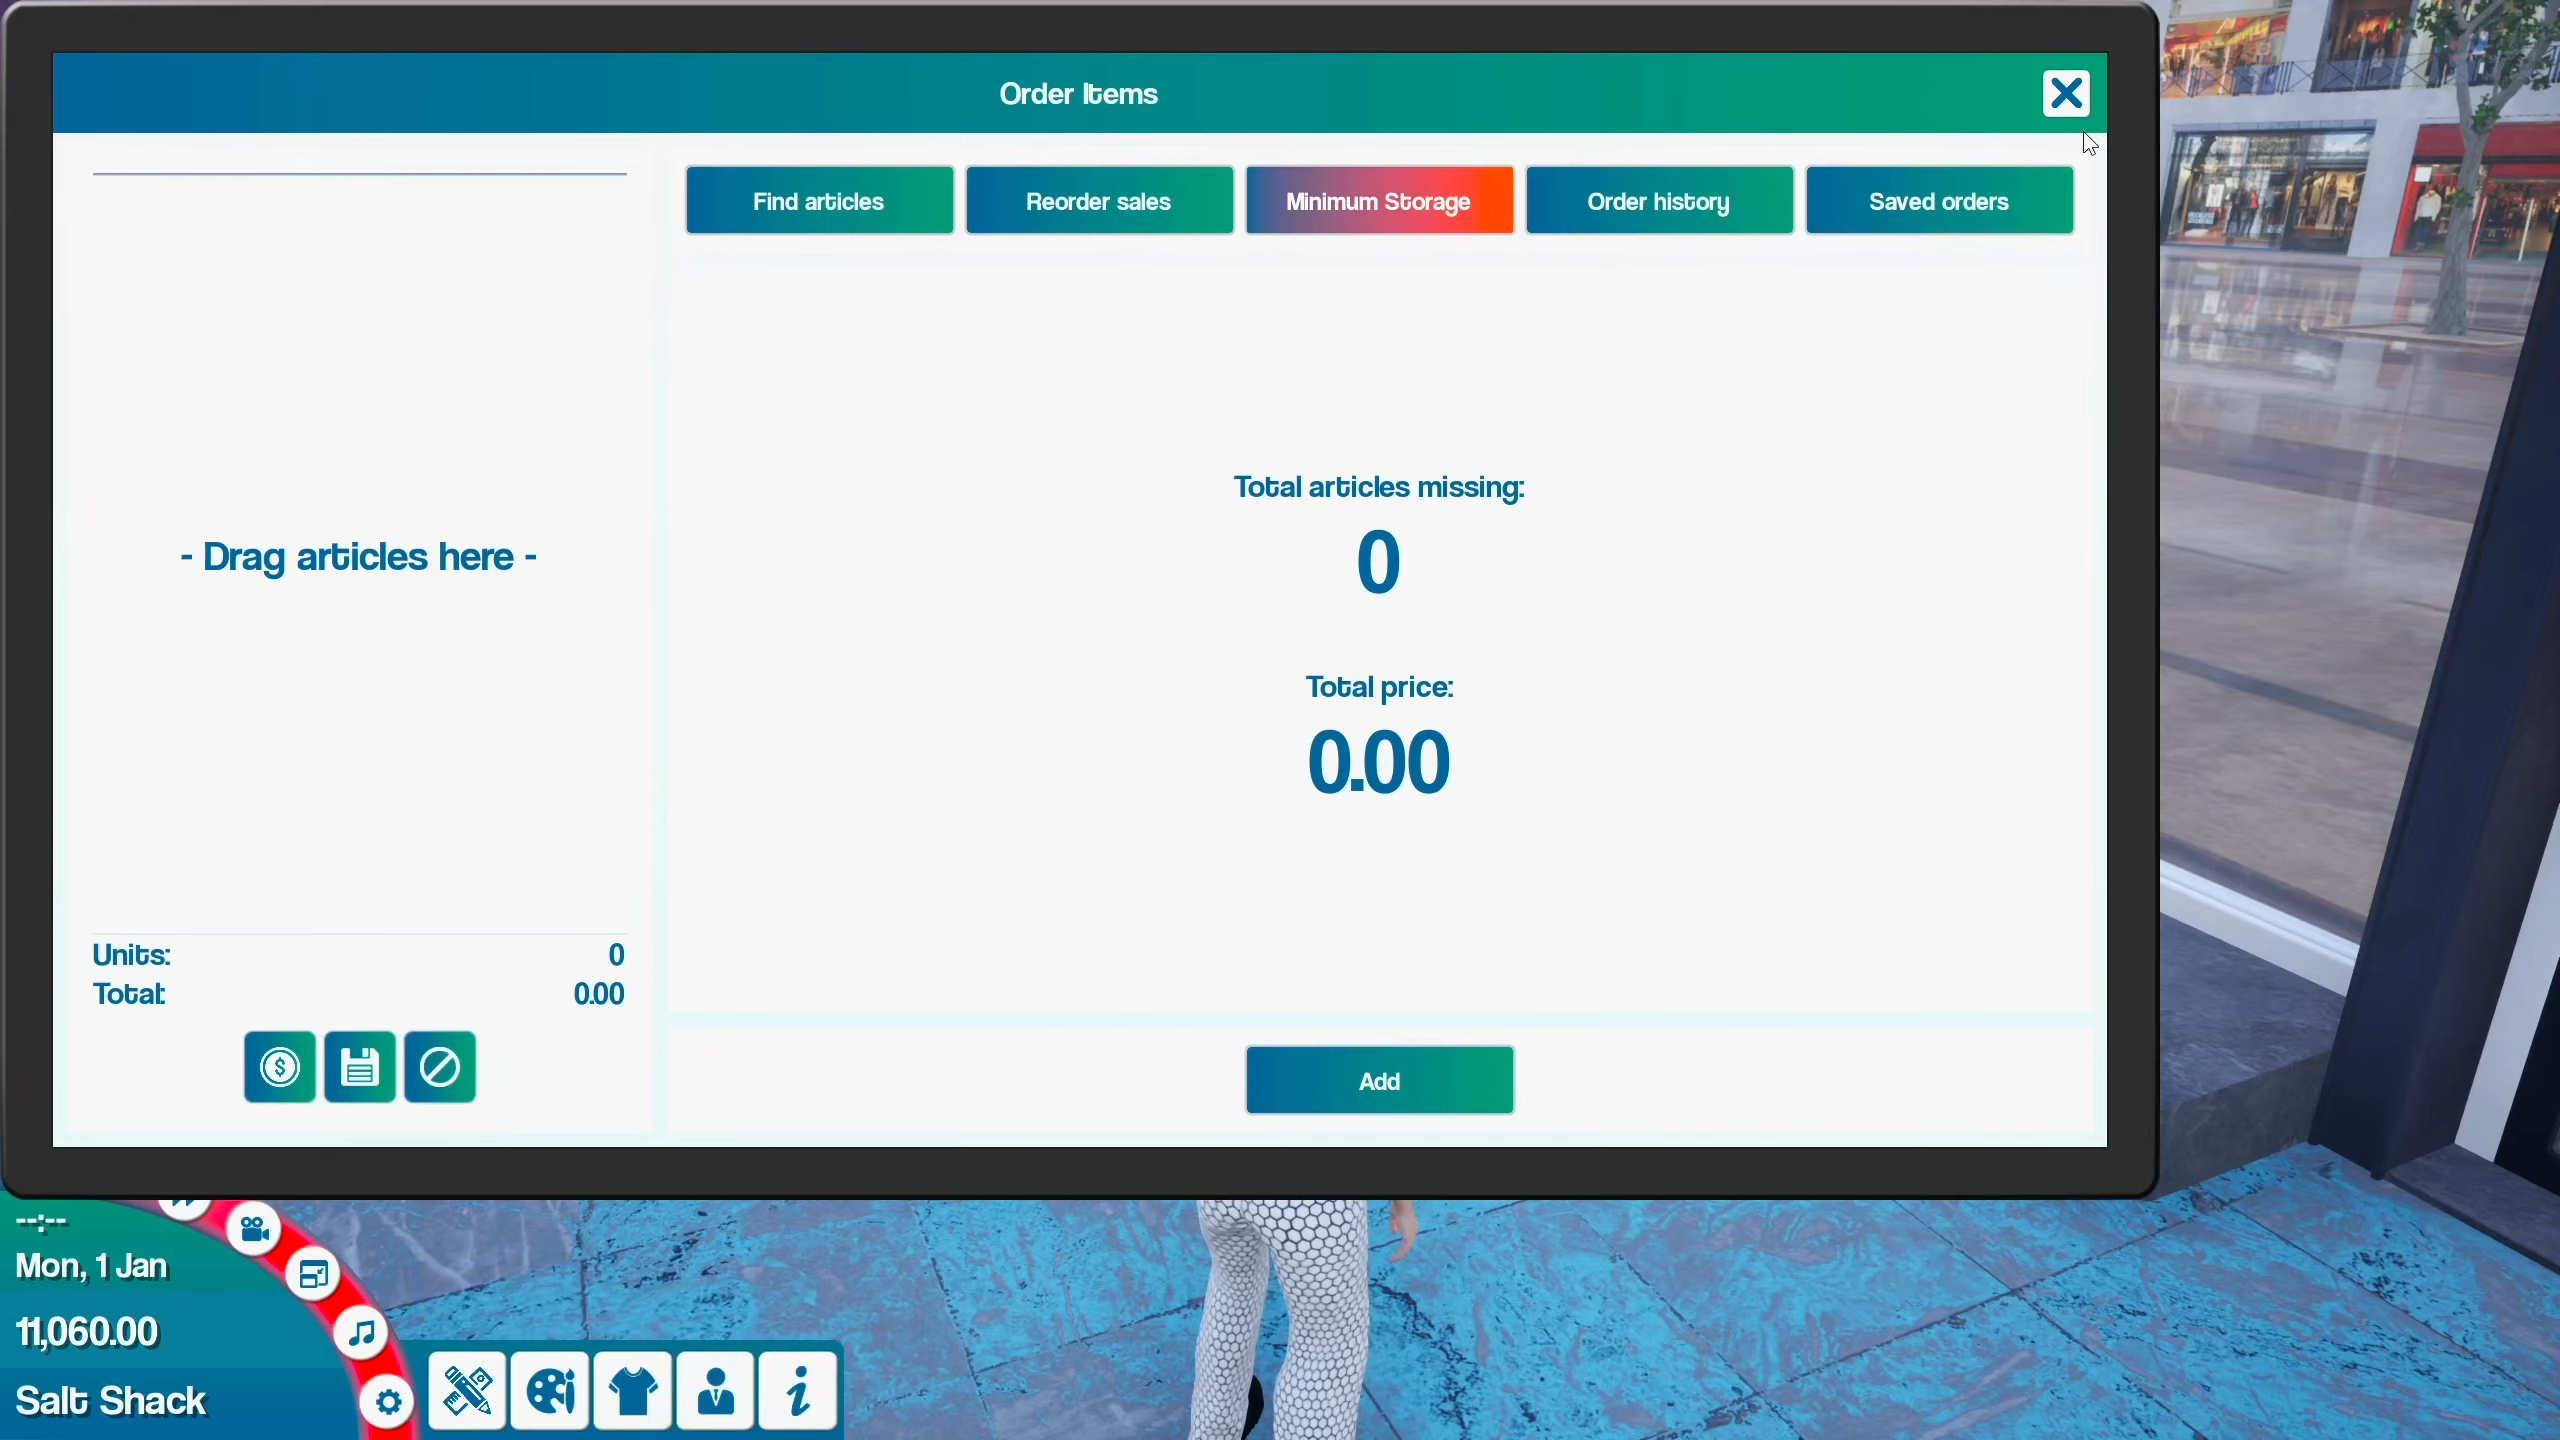 Order Items
Find articles
Reorder sales
Minimum Storage
Order history
Saved orders
- Drag articles here -
Total articles missing:
0
Total price:
0.00
Units: 0
Total: 0.00
Add
--:--
Mon, 1 Jan
11,060.00
Salt Shack